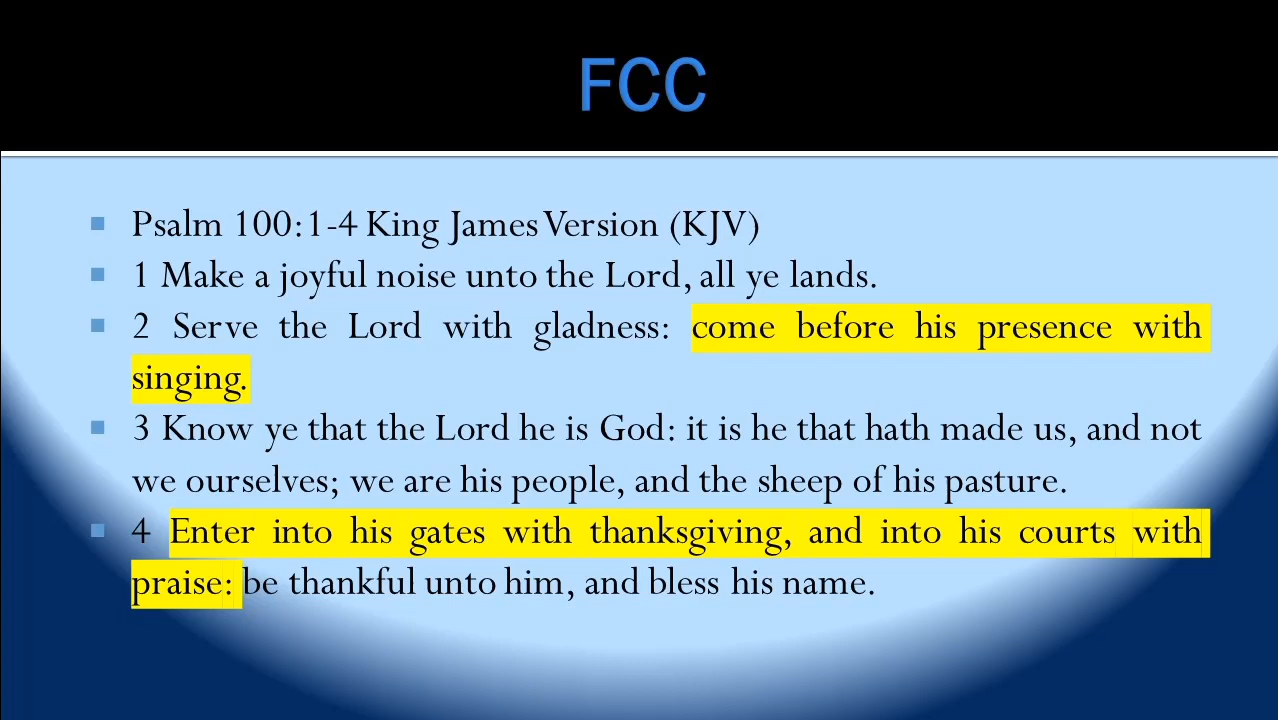 FCC
Psalm 100:1-4 King James Version (KJV)
1 Make a joyful noise unto the Lord, all ye lands.
2 Serve the Lord with gladness: come before his presence with
singing.
3 Know ye that the Lord he is God: it is he that hath made us, and not
we ourselves; we are his people, and the sheep of his pasture.
4 Enter into his gates with thanksgiving, and into his courts with
praise: be thankful unto him, and bless his name.